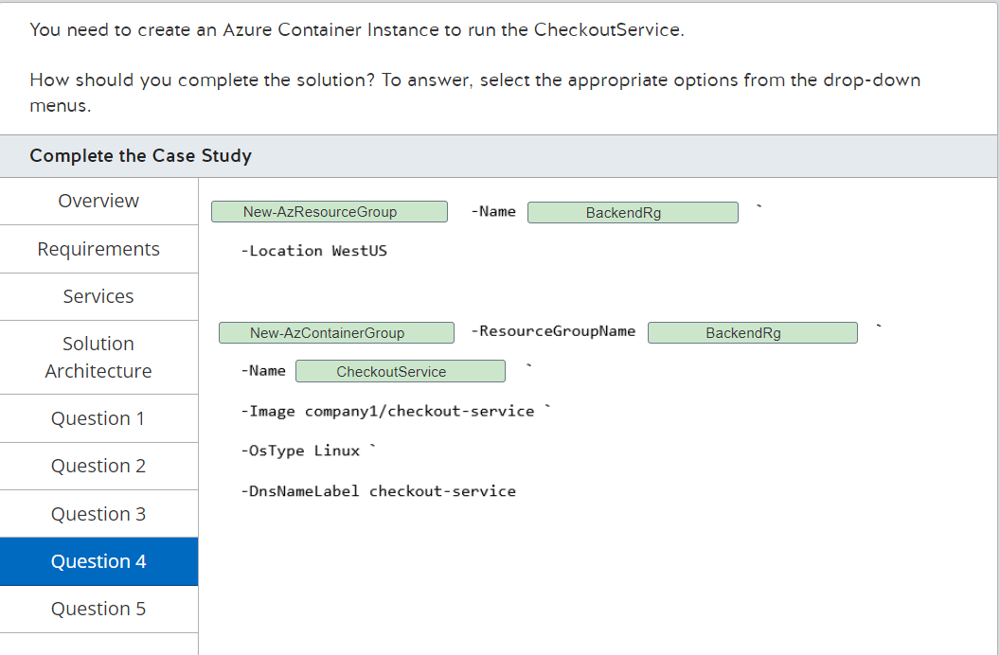 You need to create an Azure Container Instance to run the CheckoutService.
How should you complete the solution? To answer, select the appropriate options from the drop-down
menus.
Complete the Case Study
Overview
Requirements
Services
Solution
Architecture
Question 1
Question 2
Question 3
Question 4
Question 5
New-AzResourceGroup -Name BackendRg `
-Location WestUS
New-AzContainerGroup -ResourceGroupName BackendRg `
-Name CheckoutService `
-Image company1/checkout-service `
-OsType Linux `
-DnsNameLabel checkout-service